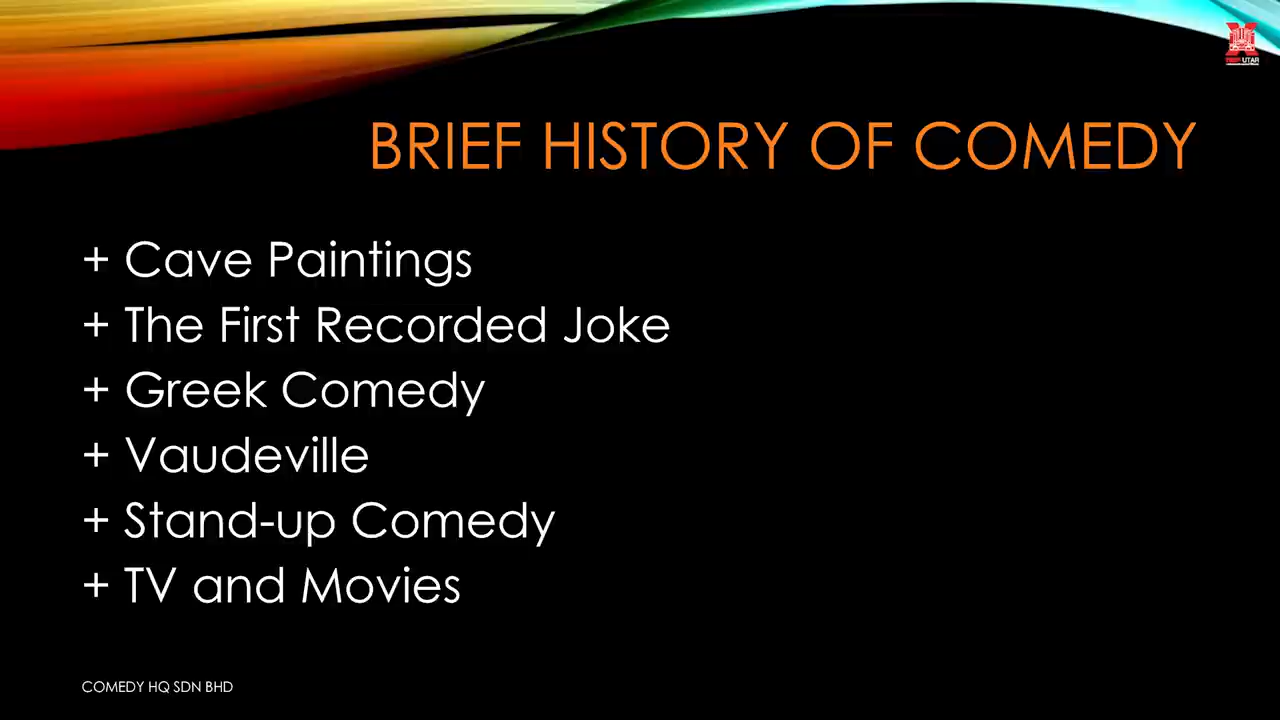 BRIEF HISTORY OF COMEDY
+ Cave Paintings
+ The First Recorded Joke
+ Greek Comedy
+ Vaudeville
+ Stand-up Comedy
+ TV and Movies
COMEDY HQ SDN BHD